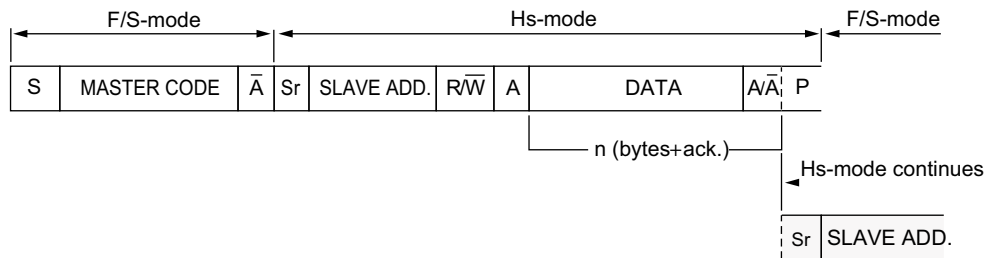 F/S-mode Hs-mode F/S-mode
S MASTER CODE A̅ Sr SLAVE ADD. R/W̅ A DATA A/A̅ P
n (bytes+ack.)
Hs-mode continues
Sr SLAVE ADD.